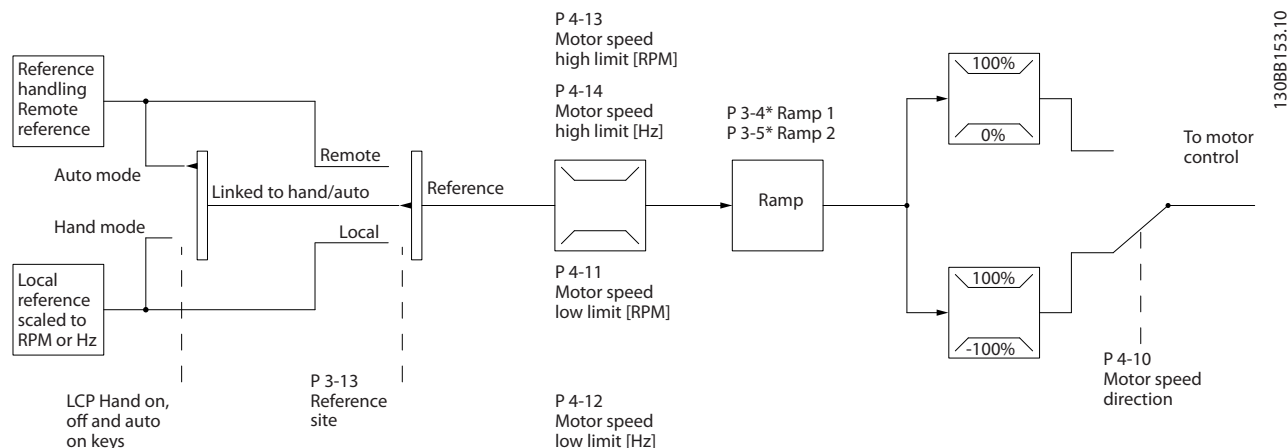 130BB153.10
Reference
handling
Remote
reference
Auto mode
Hand mode
Local
reference
scaled to
RPM or Hz
LCP Hand on,
off and auto
on keys
Linked to hand/auto
Remote
Local
P 3-13
Reference
site
Reference
P 4-13
Motor speed
high limit [RPM]
P 4-14
Motor speed
high limit [Hz]
P 4-11
Motor speed
low limit [RPM]
P 4-12
Motor speed
low limit [Hz]
P 3-4* Ramp 1
P 3-5* Ramp 2
Ramp
100%
0%
100%
-100%
To motor
control
P 4-10
Motor speed
direction